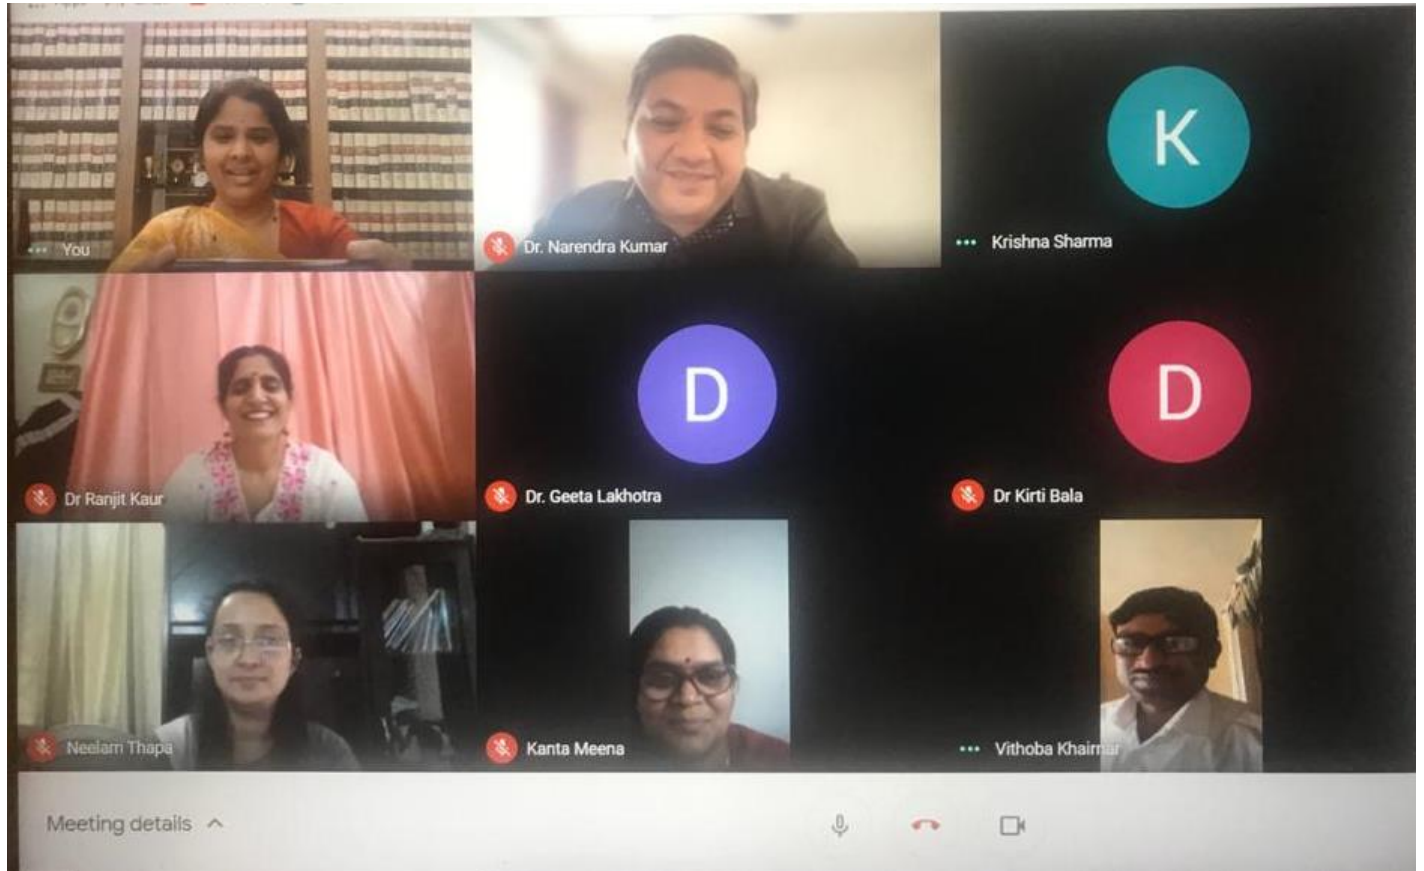 You
Dr. Narendra Kumar
K
Krishna Sharma
Dr Ranjit Kaur
D
Dr. Geeta Lakhotra
D
Dr Kirti Bala
Neelam Thapa
Kanta Meena
Vithoba Khairnar
Meeting details